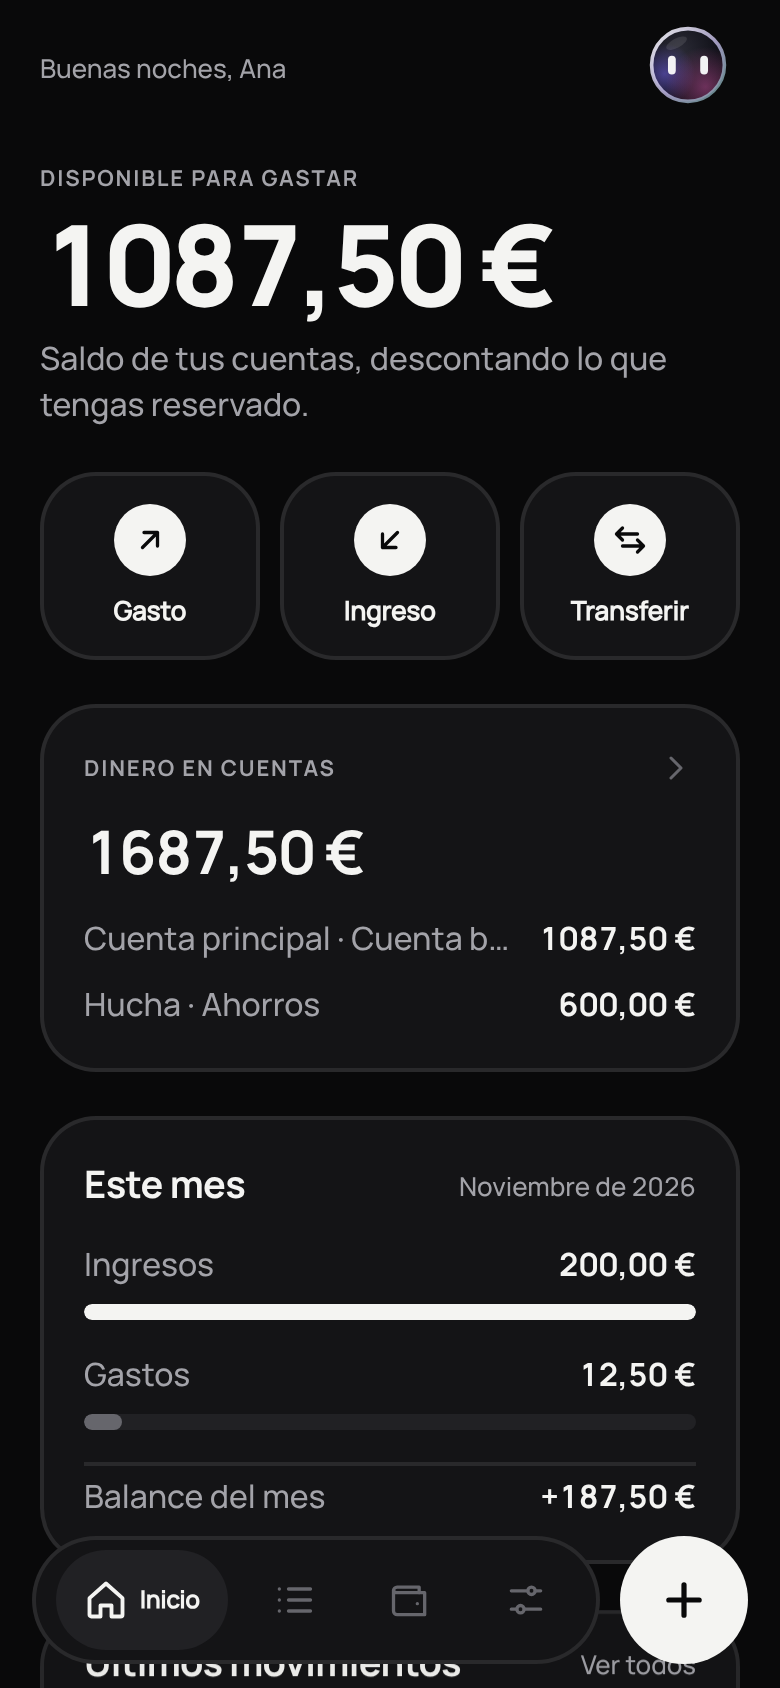 Buenas noches, Ana
DISPONIBLE PARA GASTAR
1087,50 €
Saldo de tus cuentas, descontando lo que
tengas reservado.
Gasto
Ingreso
Transferir
DINERO EN CUENTAS
1687,50 €
Cuenta principal · Cuenta b... 1087,50 €
Hucha · Ahorros 600,00 €
Este mes Noviembre de 2026
Ingresos 200,00 €
Gastos 12,50 €
Balance del mes +187,50 €
Inicio
Últimos movimientos Ver todos